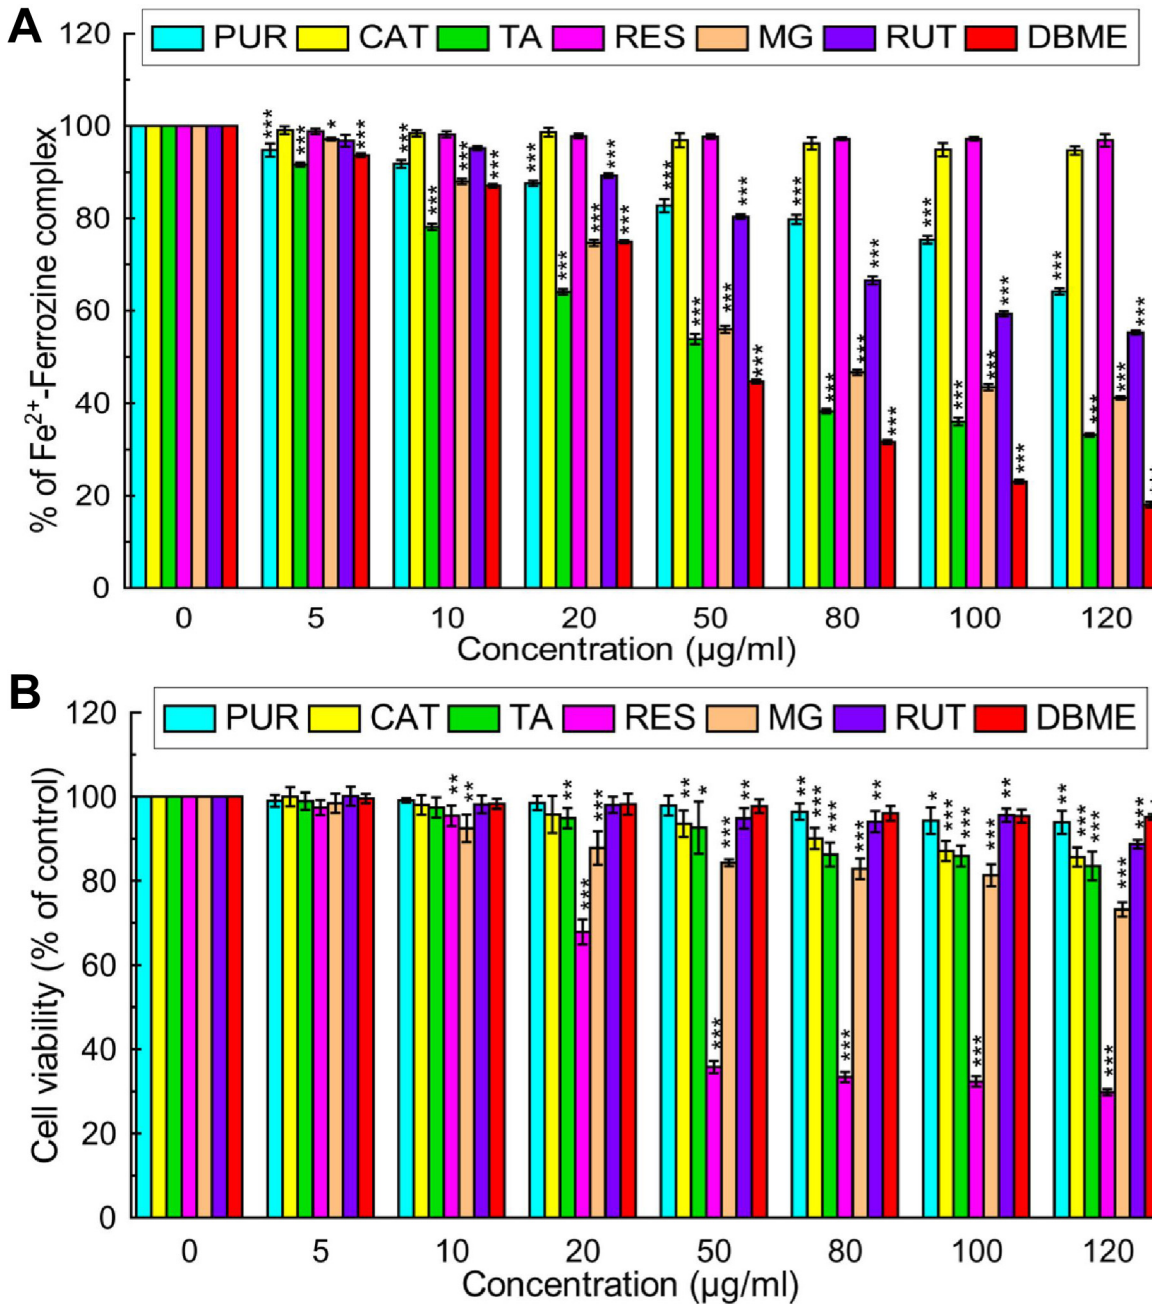 A
PUR CAT TA RES MG RUT DBME
% of Fe²⁺-Ferrozine complex
120
100
80
60
40
20
0
*** *** * ***
*** *** *** ***
*** *** *** *** ***
*** *** *** *** ***
*** *** *** *** ***
*** *** *** *** ***
*** *** *** *** ***
0 5 10 20 50 80 100 120
Concentration (µg/ml)
B
PUR CAT TA RES MG RUT DBME
Cell viability (% of control)
120
100
80
60
40
20
0
** **
** *** ***
** * *** *** **
** *** *** *** *** **
* *** *** *** *** **
** *** *** *** *** ***
0 5 10 20 50 80 100 120
Concentration (µg/ml)